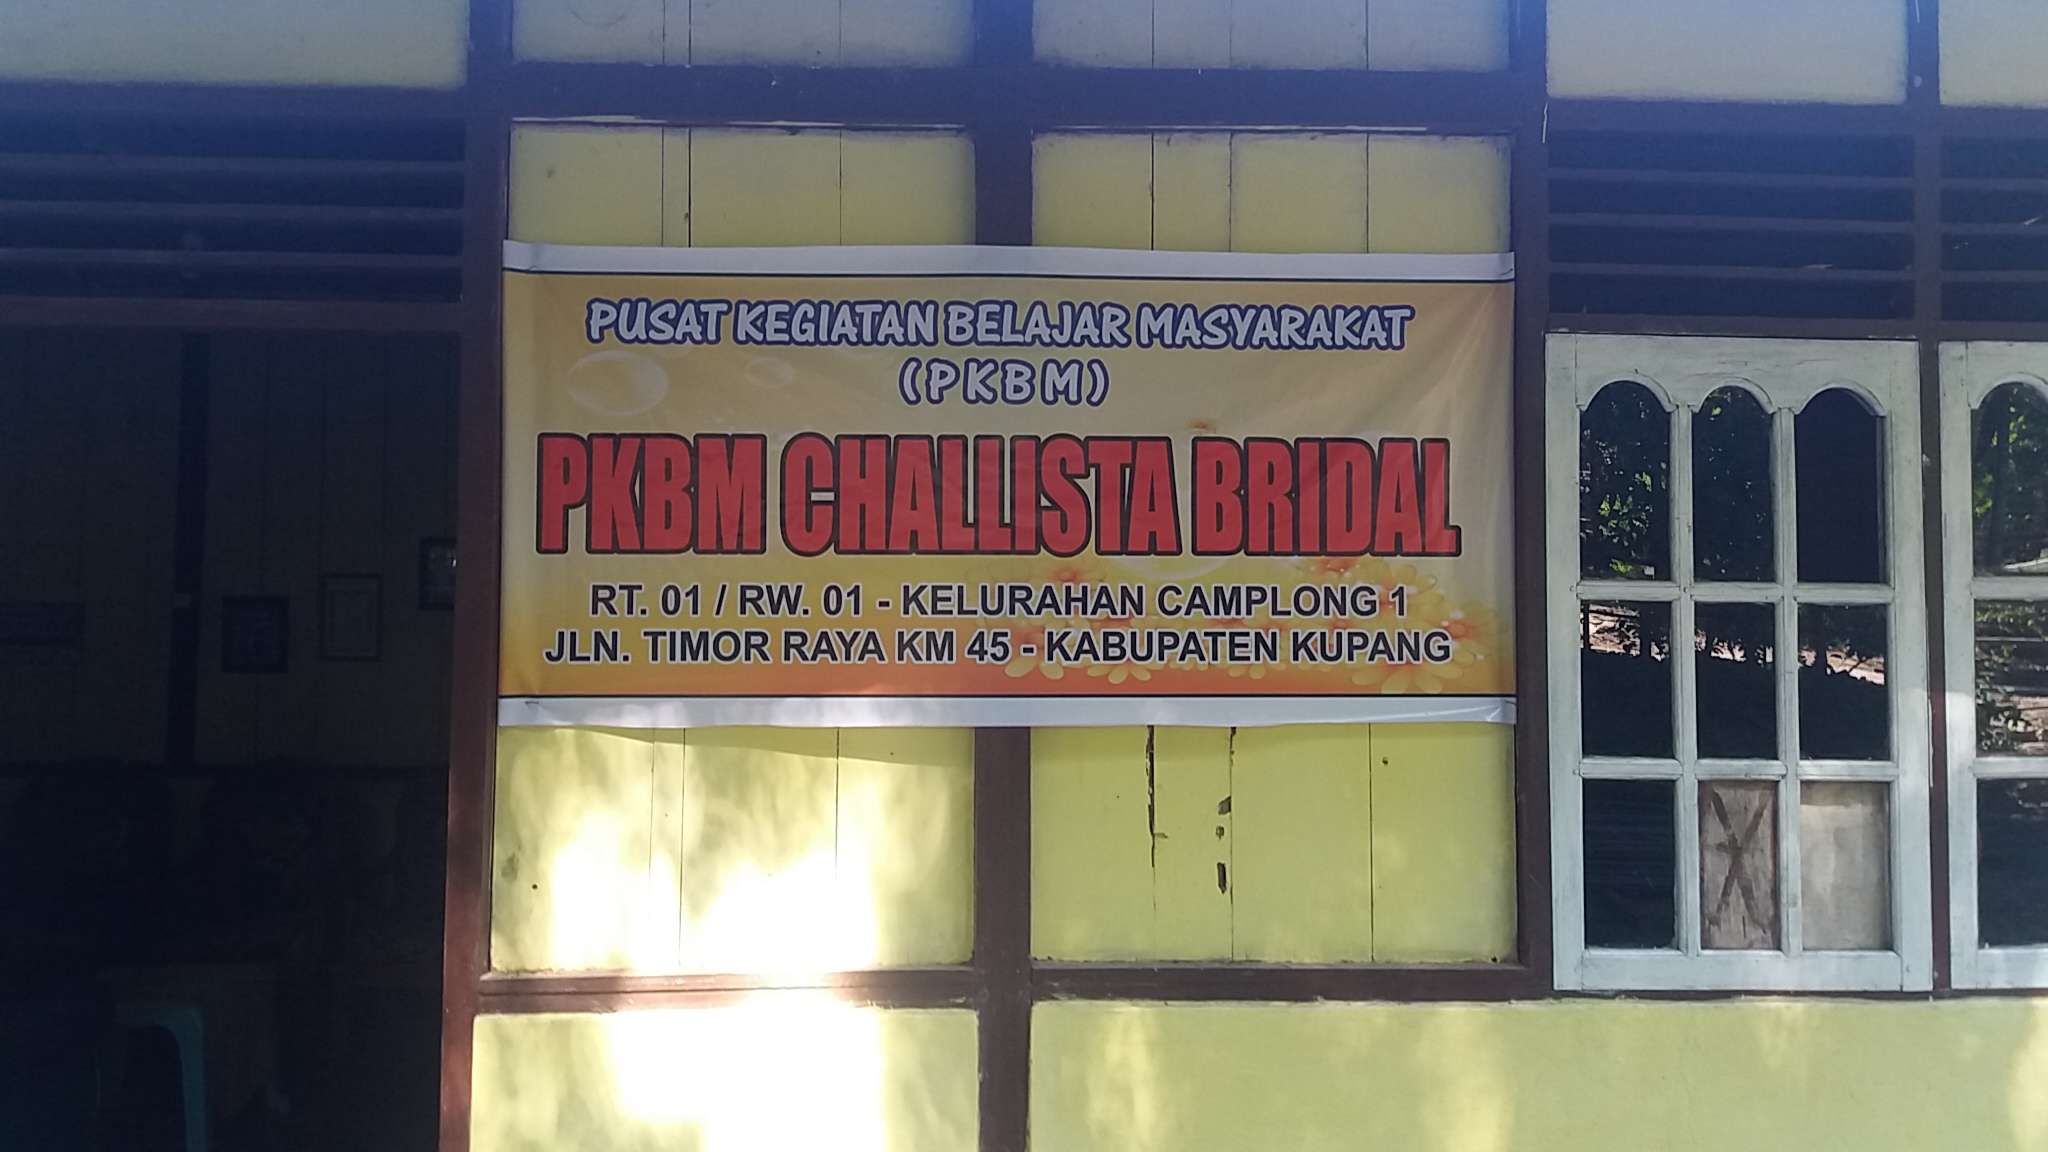 PUSAT KEGIATAN BELAJAR MASYARAKAT
(PKBM)
PKBM CHALLISTA BRIDAL
RT. 01 / RW. 01 - KELURAHAN CAMPLONG 1
JLN. TIMOR RAYA KM 45 - KABUPATEN KUPANG